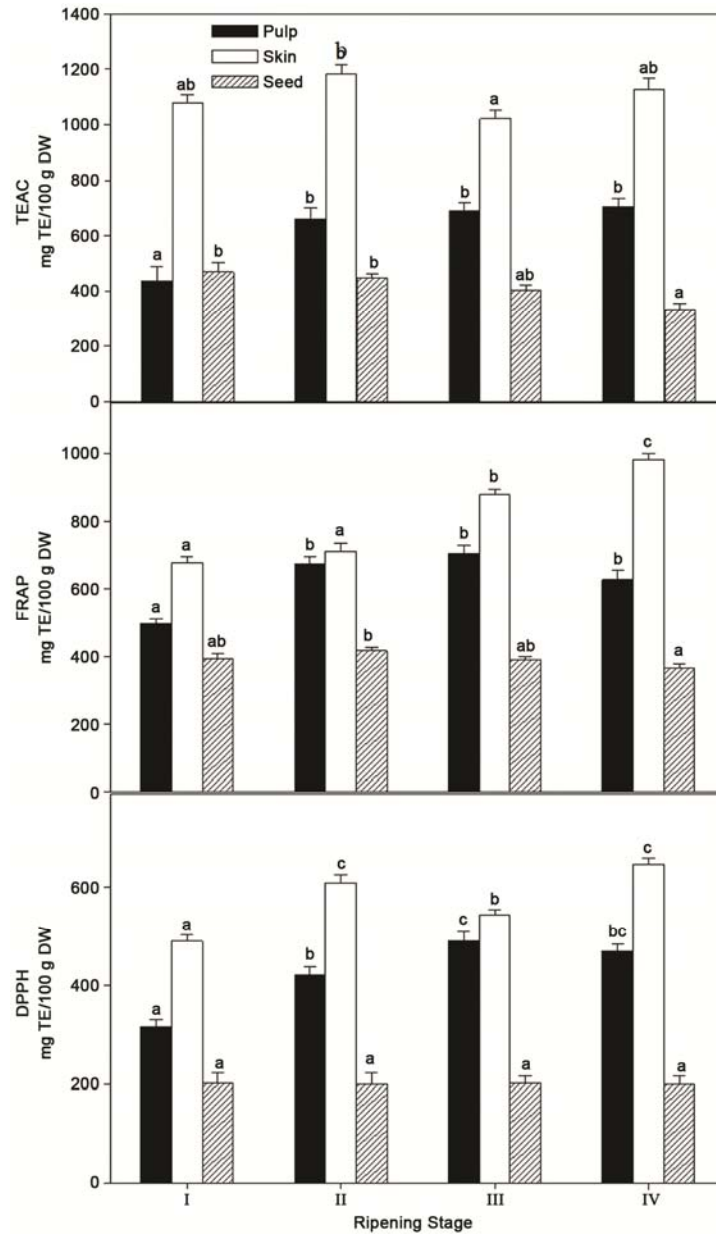 1400
Pulp
Skin
Seed
1200
1000
800
600
400
200
0
TEAC
mg TE/100 g DW
a
ab
b
b
b
b
b
b
a
ab
b
ab
a
1000
800
600
400
200
0
FRAP
mg TE/100 g DW
a
a
ab
b
a
b
b
b
ab
b
c
a
600
400
200
0
DPPH
mg TE/100 g DW
a
a
a
b
c
a
c
b
a
bc
c
a
I II III IV
Ripening Stage